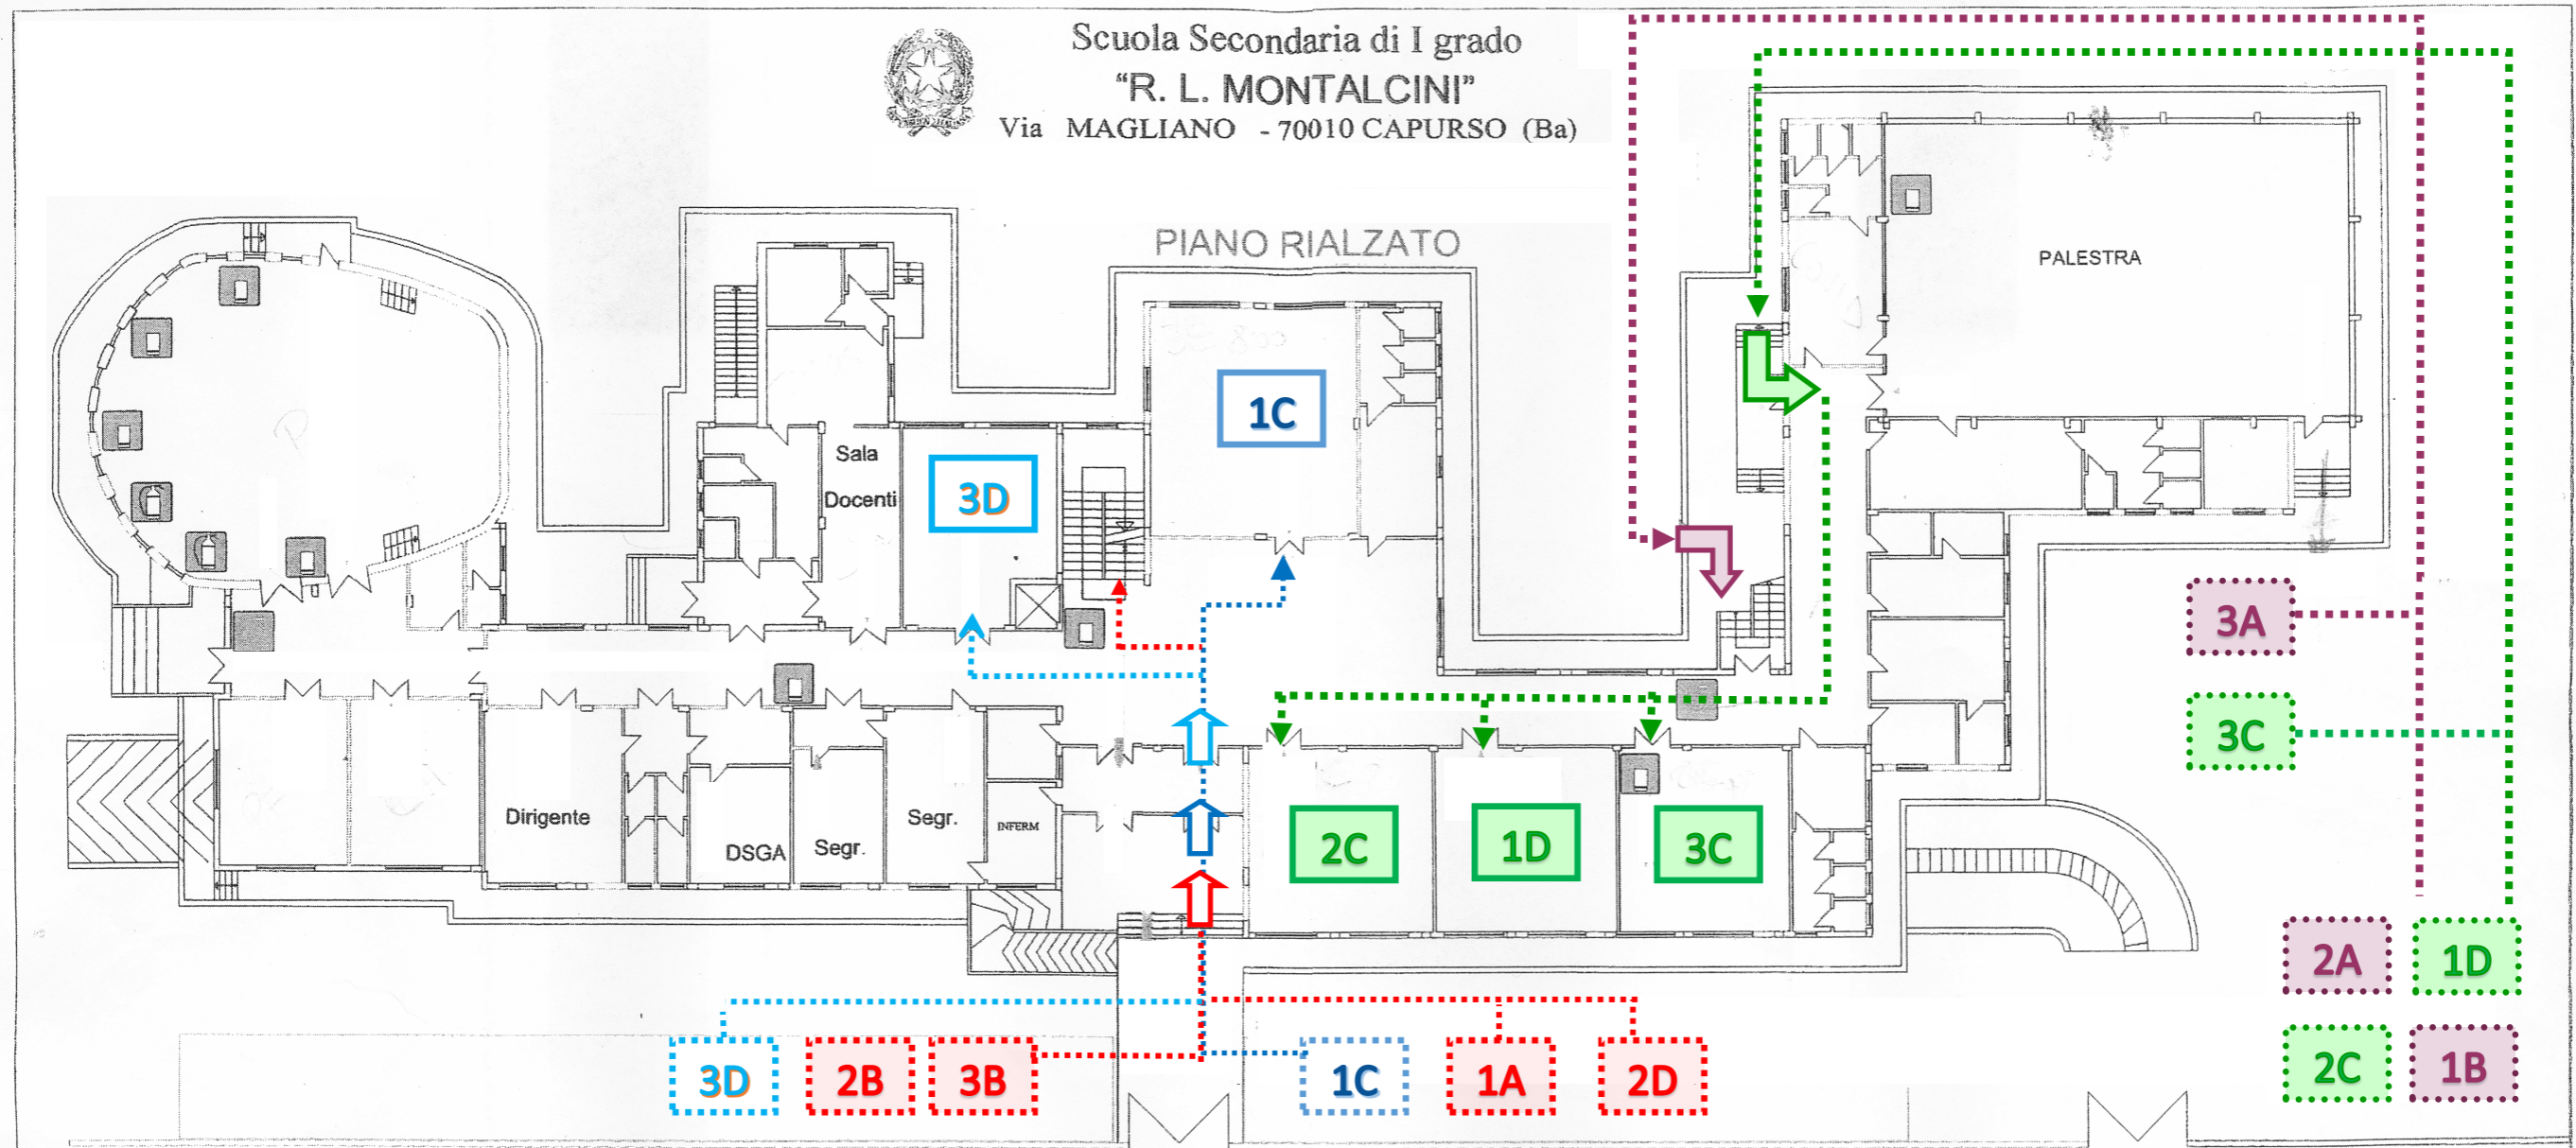 Scuola Secondaria di I grado
“R. L. MONTALCINI”
Via MAGLIANO - 70010 CAPURSO (Ba)
PIANO RIALZATO
PALESTRA
1C
Sala
Docenti
3D
3A
3C
Dirigente
DSGA
Segr.
Segr.
INFERM
2C
1D
3C
2A
1D
3D
2B
3B
1C
1A
2D
2C
1B